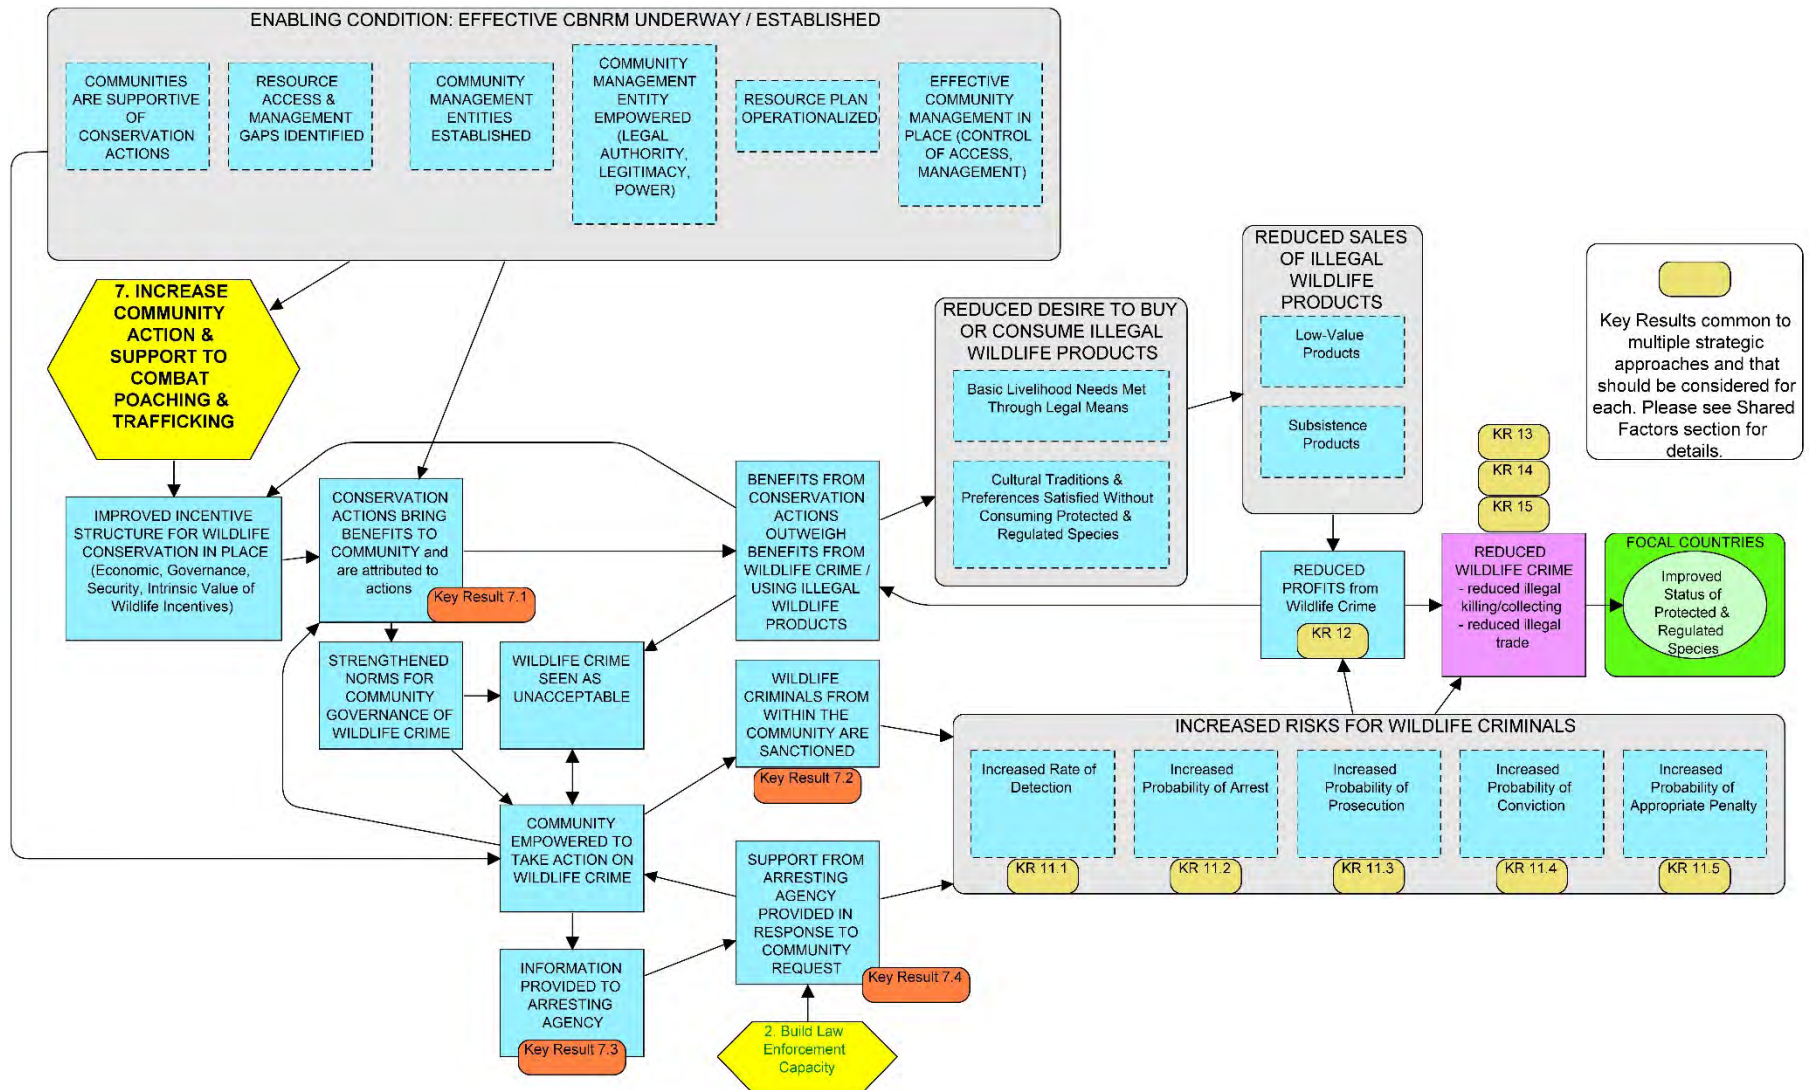 ENABLING CONDITION: EFFECTIVE CBNRM UNDERWAY / ESTABLISHED
COMMUNITIES
ARE SUPPORTIVE
OF
CONSERVATION
ACTIONS
RESOURCE
ACCESS &
MANAGEMENT
GAPS IDENTIFIED
COMMUNITY
MANAGEMENT
ENTITIES
ESTABLISHED
COMMUNITY
MANAGEMENT
ENTITY
EMPOWERED
(LEGAL
AUTHORITY,
LEGITIMACY,
POWER)
RESOURCE PLAN
OPERATIONALIZED
EFFECTIVE
COMMUNITY
MANAGEMENT IN
PLACE (CONTROL
OF ACCESS,
MANAGEMENT)
7. INCREASE
COMMUNITY
ACTION &
SUPPORT TO
COMBAT
POACHING &
TRAFFICKING
IMPROVED INCENTIVE
STRUCTURE FOR WILDLIFE
CONSERVATION IN PLACE
(Economic, Governance,
Security, Intrinsic Value of
Wildlife Incentives)
CONSERVATION
ACTIONS BRING
BENEFITS TO
COMMUNITY and
are attributed to
actions
Key Result 7.1
STRENGTHENED
NORMS FOR
COMMUNITY
GOVERNANCE OF
WILDLIFE CRIME
WILDLIFE CRIME
SEEN AS
UNACCEPTABLE
COMMUNITY
EMPOWERED TO
TAKE ACTION ON
WILDLIFE CRIME
INFORMATION
PROVIDED TO
ARRESTING
AGENCY
Key Result 7.3
BENEFITS FROM
CONSERVATION
ACTIONS
OUTWEIGH
BENEFITS FROM
WILDLIFE CRIME /
USING ILLEGAL
WILDLIFE
PRODUCTS
WILDLIFE
CRIMINALS FROM
WITHIN THE
COMMUNITY ARE
SANCTIONED
Key Result 7.2
SUPPORT FROM
ARRESTING
AGENCY
PROVIDED IN
RESPONSE TO
COMMUNITY
REQUEST
Key Result 7.4
2. Build Law
Enforcement
Capacity
REDUCED DESIRE TO BUY
OR CONSUME ILLEGAL
WILDLIFE PRODUCTS
Basic Livelihood Needs Met
Through Legal Means
Cultural Traditions &
Preferences Satisfied Without
Consuming Protected &
Regulated Species
REDUCED SALES
OF ILLEGAL
WILDLIFE
PRODUCTS
Low-Value
Products
Subsistence
Products
REDUCED
PROFITS from
Wildlife Crime
KR 12
KR 13
KR 14
KR 15
REDUCED
WILDLIFE CRIME
- reduced illegal
killing/collecting
- reduced illegal
trade
FOCAL COUNTRIES
Improved
Status of
Protected &
Regulated
Species
Key Results common to
multiple strategic
approaches and that
should be considered for
each. Please see Shared
Factors section for
details.
INCREASED RISKS FOR WILDLIFE CRIMINALS
Increased Rate of
Detection
KR 11.1
Increased
Probability of Arrest
KR 11.2
Increased
Probability of
Prosecution
KR 11.3
Increased
Probability of
Conviction
KR 11.4
Increased
Probability of
Appropriate Penalty
KR 11.5